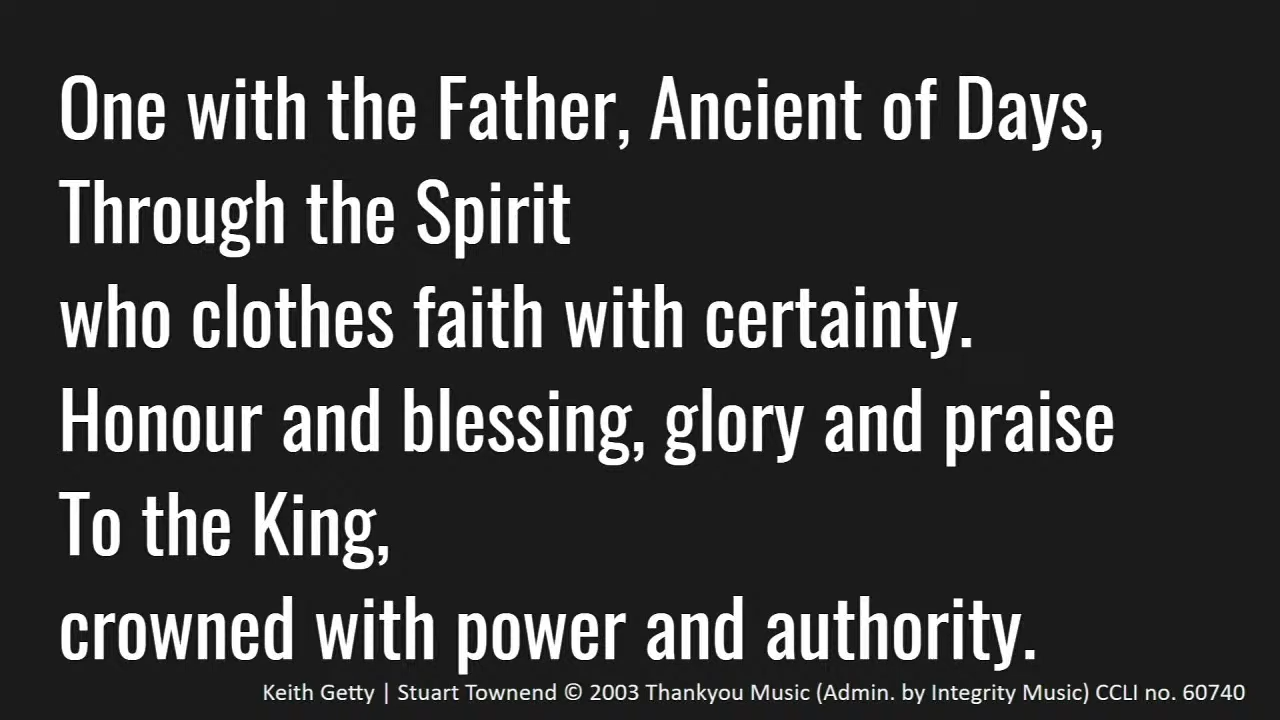 One with the Father, Ancient of Days,
Through the Spirit
who clothes faith with certainty.
Honour and blessing, glory and praise
To the King,
crowned with power and authority.
Keith Getty | Stuart Townend © 2003 Thankyou Music (Admin. by Integrity Music) CCLI no. 60740